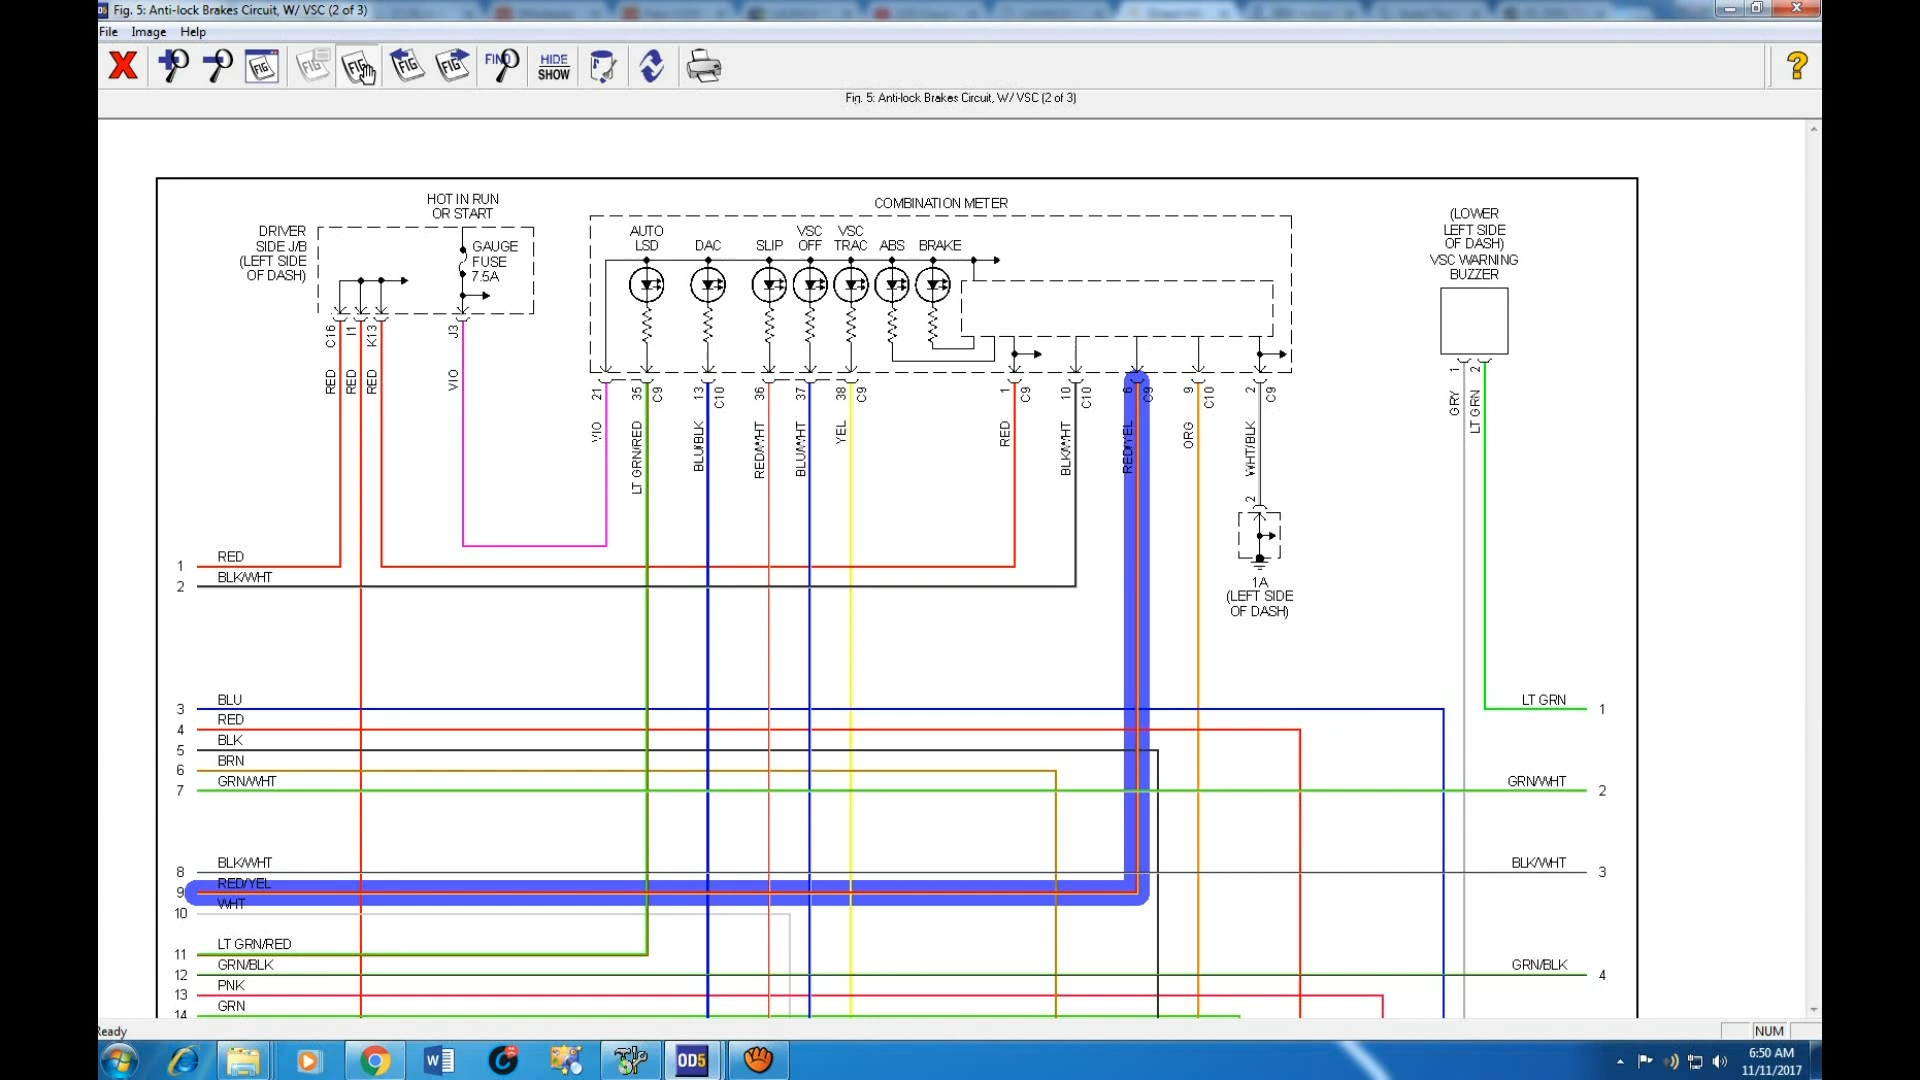 Fig. 5: Anti-lock Brakes Circuit, W/ VSC (2 of 3)
File Image Help
FIG FIG FIG FIG FIG FIND HIDE SHOW ?
Fig. 5: Anti-lock Brakes Circuit, W/ VSC (2 of 3)
HOT IN RUN
OR START
DRIVER
SIDE J/B
(LEFT SIDE
OF DASH)
GAUGE
FUSE
7.5A
C16 I1 K13 J3
RED RED RED VIO
COMBINATION METER
AUTO
LSD
DAC
SLIP
VSC
OFF
VSC
TRAC
ABS
BRAKE
21 35 C9 13 C10 36 37 38 C9 1 C9 10 C10 6 C9 9 C10 2 C9
VIO
LT GRN/RED
BLU/BLK
RED/WHT
BLU/WHT
YEL
RED
BLK/WHT
RED/YEL
ORG
WHT/BLK
2
1A
(LEFT SIDE
OF DASH)
(LOWER
LEFT SIDE
OF DASH)
VSC WARNING
BUZZER
1 2
GRY LT GRN
1 RED
2 BLK/WHT
3 BLU
4 RED
5 BLK
6 BRN
7 GRN/WHT
8 BLK/WHT
9 RED/YEL
10 WHT
11 LT GRN/RED
12 GRN/BLK
13 PNK
14 GRN
LT GRN 1
GRN/WHT 2
BLK/WHT 3
GRN/BLK 4
Ready
NUM
OD5
6:50 AM
11/11/2017